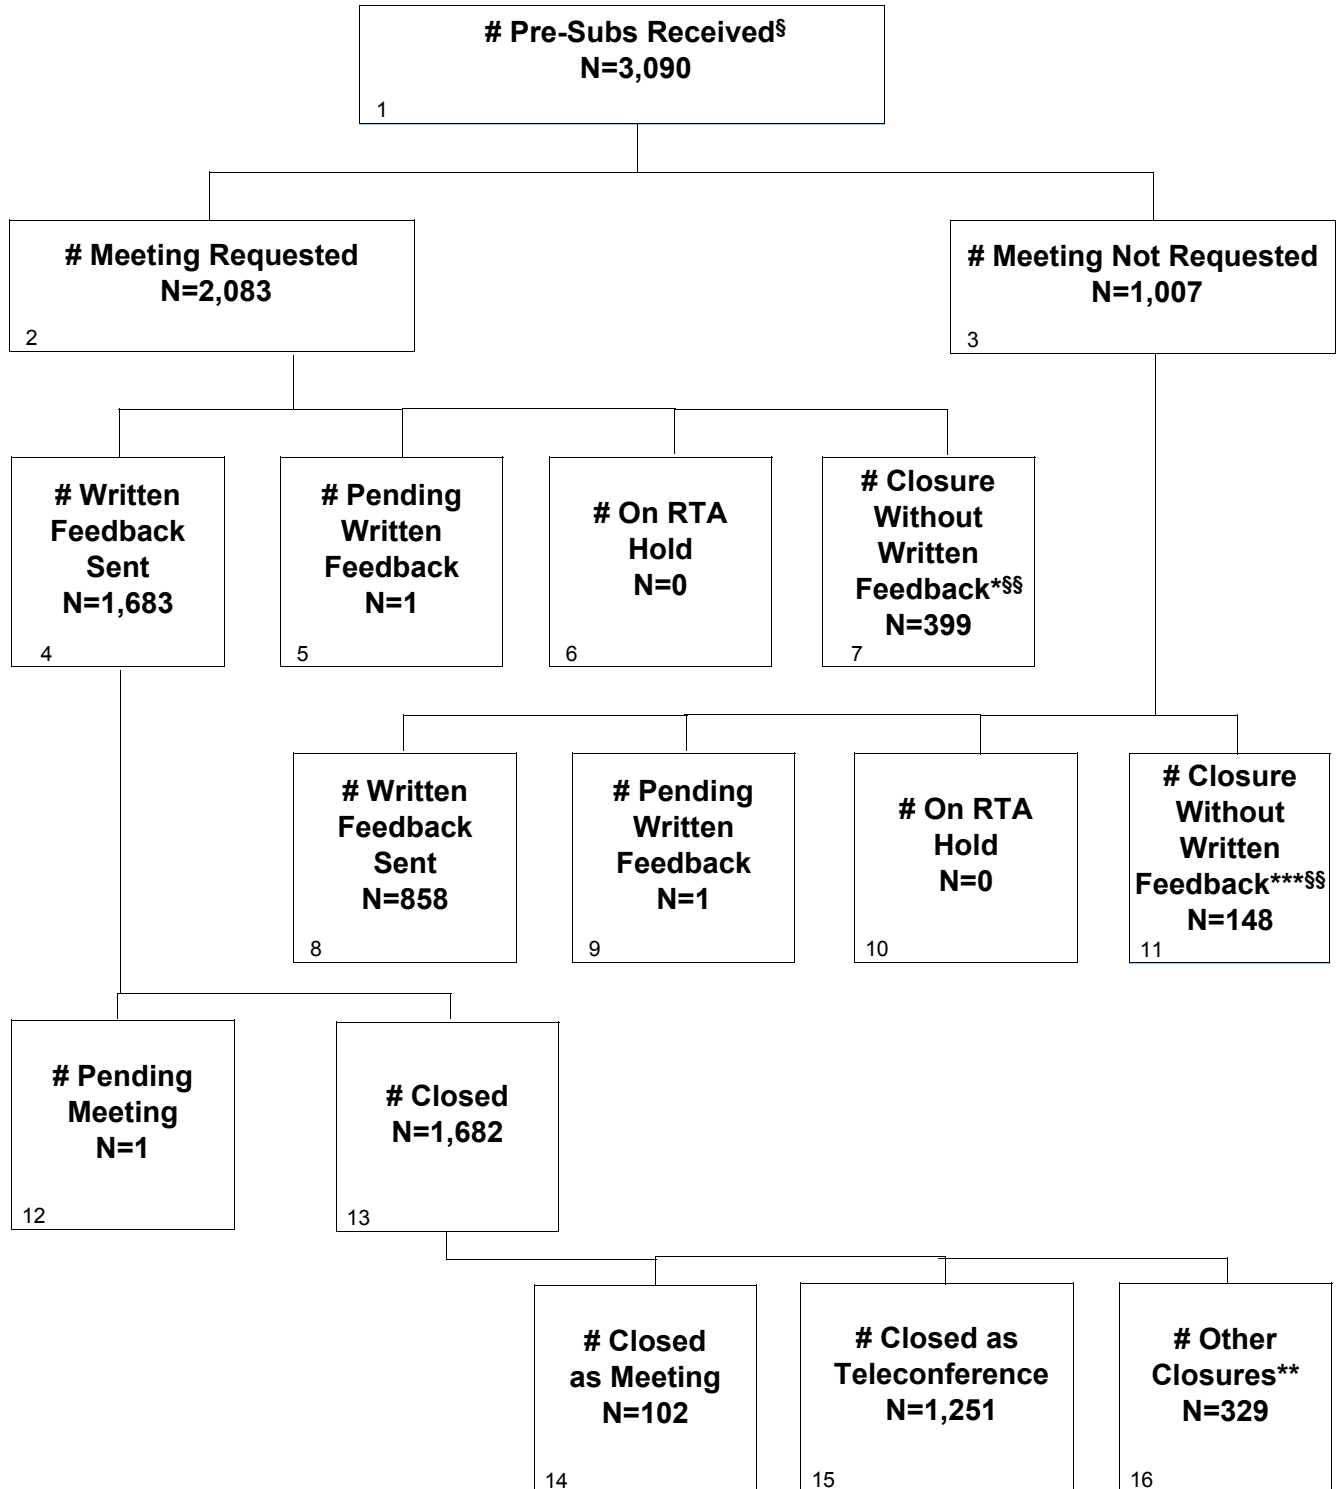 # Pre-Subs Received§
N=3,090
1
# Meeting Requested
N=2,083
2
# Meeting Not Requested
N=1,007
3
# Written
Feedback
Sent
N=1,683
4
# Pending
Written
Feedback
N=1
5
# On RTA
Hold
N=0
6
# Closure
Without
Written
Feedback*§§
N=399
7
# Written
Feedback
Sent
N=858
8
# Pending
Written
Feedback
N=1
9
# On RTA
Hold
N=0
10
# Closure
Without
Written
Feedback***§§
N=148
11
# Pending
Meeting
N=1
12
# Closed
N=1,682
13
# Closed
as Meeting
N=102
14
# Closed as
Teleconference
N=1,251
15
# Other
Closures**
N=329
16